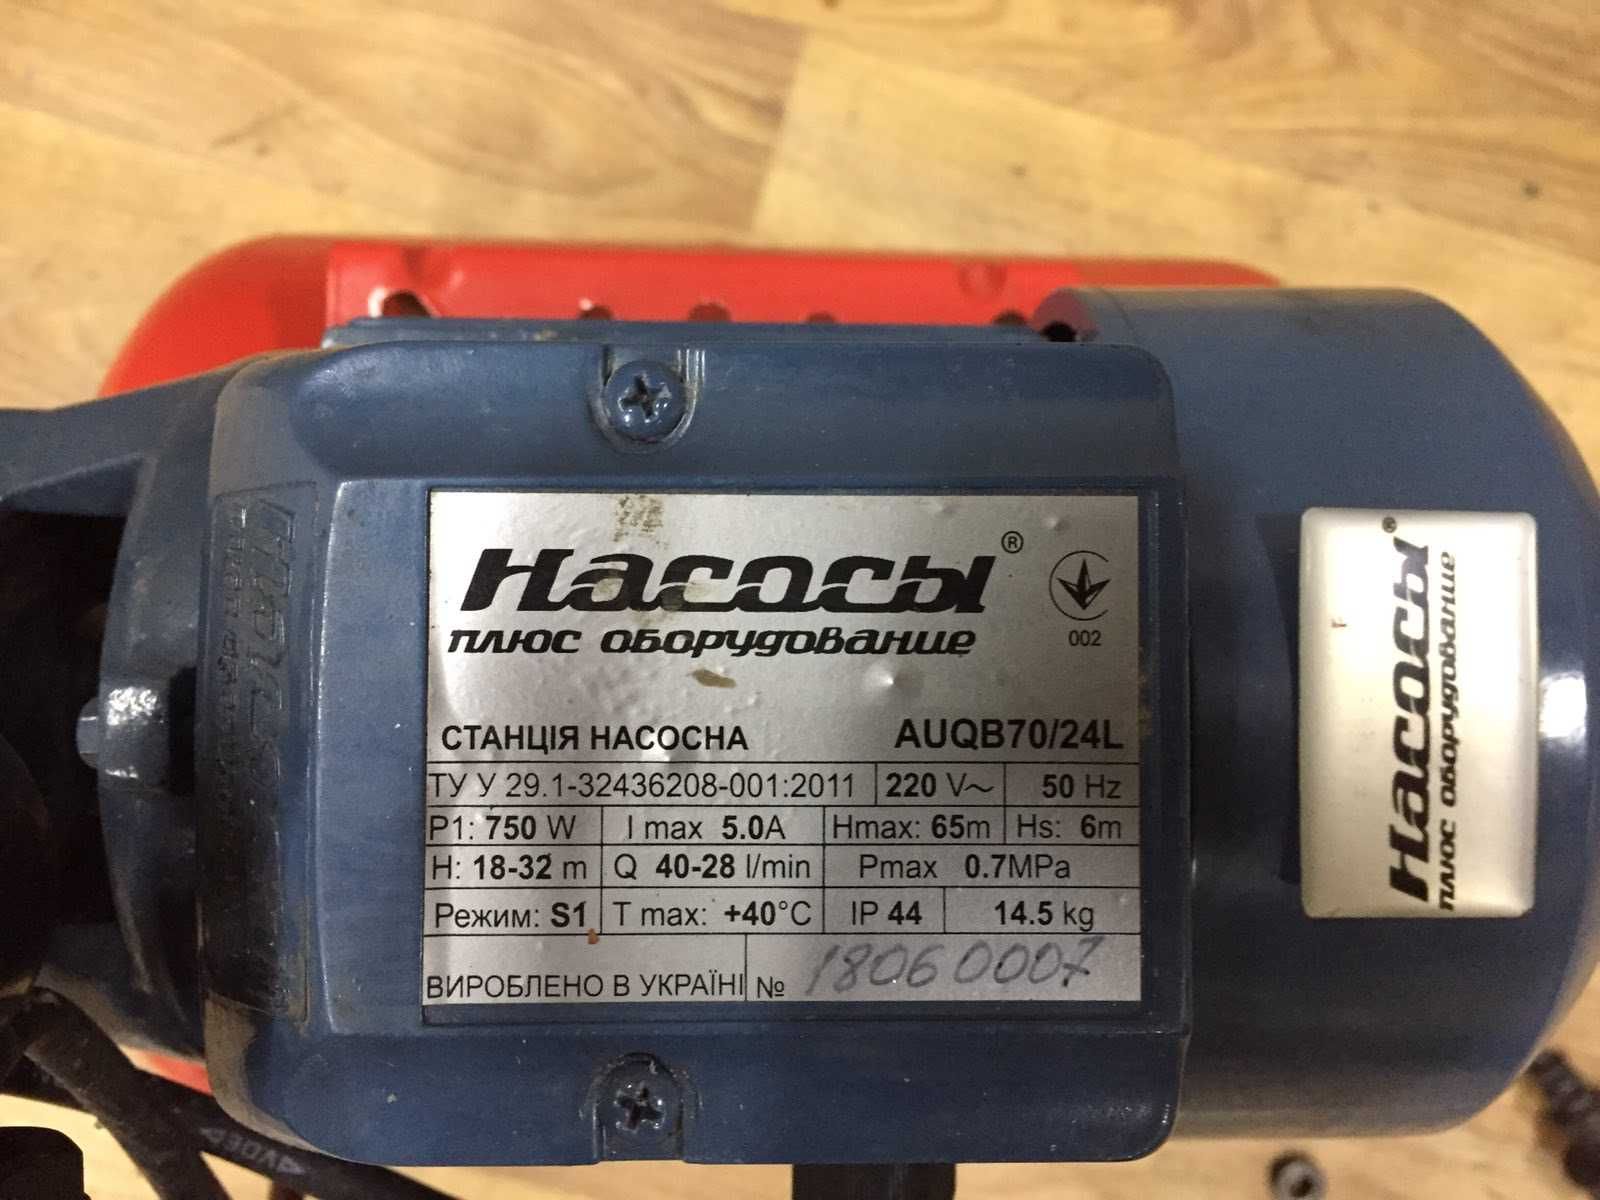 Насосы®
плюс оборудование
002
СТАНЦІЯ НАСОСНА AUQB70/24L
ТУ У 29.1-32436208-001:2011 220 V~ 50 Hz
P1: 750 W I max 5.0A Hmax: 65m Hs: 6m
H: 18-32 m Q 40-28 l/min Pmax 0.7MPa
Режим: S1 T max: +40°C IP 44 14.5 kg
ВИРОБЛЕНО В УКРАЇНІ № 18060007
Насосы®
плюс оборудование
VDE